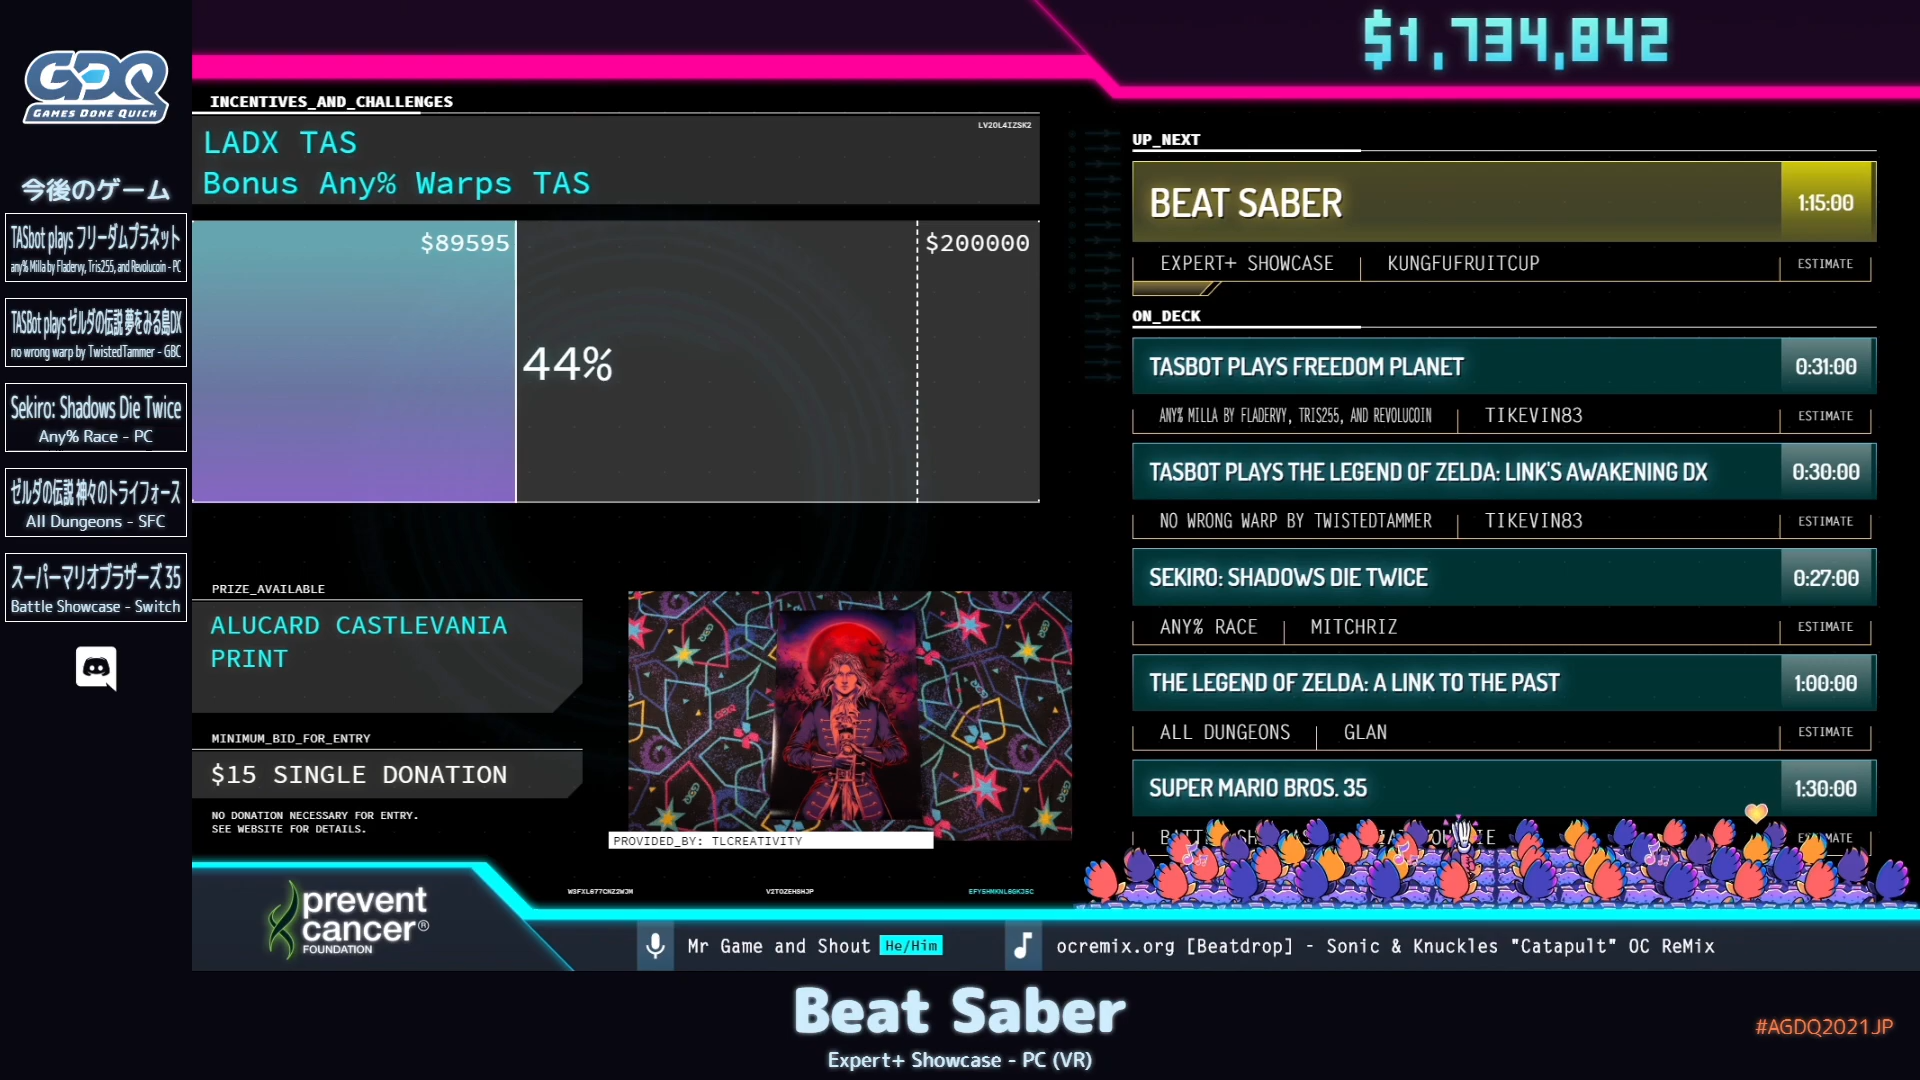 GDQ
GAMES DONE QUICK
今後のゲーム
TASbot plays フリーダムプラネット
any% Milla by Fladervy, Tris255, and Revolucoin - PC
TASBot plays ゼルダの伝説 夢をみる島DX
no wrong warp by TwistedTammer - GBC
Sekiro: Shadows Die Twice
Any% Race - PC
ゼルダの伝説 神々のトライフォース
All Dungeons - SFC
スーパーマリオブラザーズ 35
Battle Showcase - Switch
$1,734,842
INCENTIVES_AND_CHALLENGES
LV2OL4IZSK2
LADX TAS
Bonus Any% Warps TAS
$89595
$200000
44%
PRIZE_AVAILABLE
ALUCARD CASTLEVANIA
PRINT
MINIMUM_BID_FOR_ENTRY
$15 SINGLE DONATION
NO DONATION NECESSARY FOR ENTRY.
SEE WEBSITE FOR DETAILS.
PROVIDED_BY: TLCREATIVITY
UP_NEXT
BEAT SABER 1:15:00
EXPERT+ SHOWCASE KUNGFUFRUITCUP ESTIMATE
ON_DECK
TASBOT PLAYS FREEDOM PLANET 0:31:00
ANY% MILLA BY FLADERVY, TRIS255, AND REVOLUCOIN TIKEVIN83 ESTIMATE
TASBOT PLAYS THE LEGEND OF ZELDA: LINK'S AWAKENING DX 0:30:00
NO WRONG WARP BY TWISTEDTAMMER TIKEVIN83 ESTIMATE
SEKIRO: SHADOWS DIE TWICE 0:27:00
ANY% RACE MITCHRIZ ESTIMATE
THE LEGEND OF ZELDA: A LINK TO THE PAST 1:00:00
ALL DUNGEONS GLAN ESTIMATE
SUPER MARIO BROS. 35 1:30:00
prevent
cancer®
FOUNDATION
Mr Game and Shout He/Him
ocremix.org [Beatdrop] - Sonic & Knuckles "Catapult" OC ReMix
Beat Saber
Expert+ Showcase - PC (VR)
#AGDQ2021JP